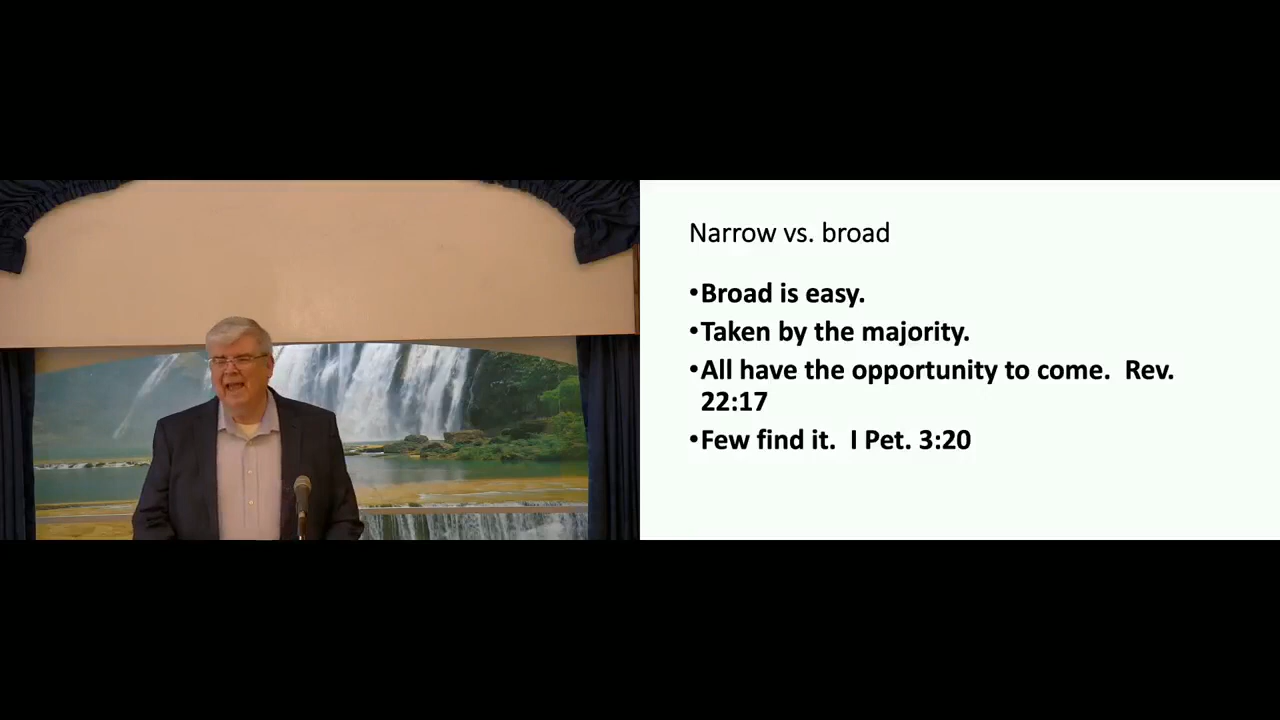 Narrow vs. broad
•Broad is easy.
•Taken by the majority.
•All have the opportunity to come.  Rev.
22:17
•Few find it.  I Pet. 3:20